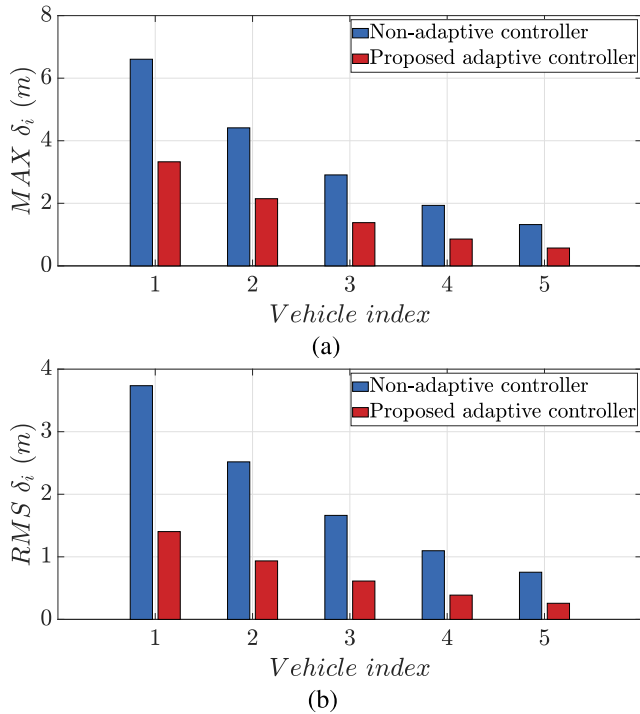 8
Non-adaptive controller
Proposed adaptive controller
6
4
2
0
MAX δᵢ (m)
1 2 3 4 5
Vehicle index
(a)
4
Non-adaptive controller
Proposed adaptive controller
3
2
1
0
RMS δᵢ (m)
1 2 3 4 5
Vehicle index
(b)